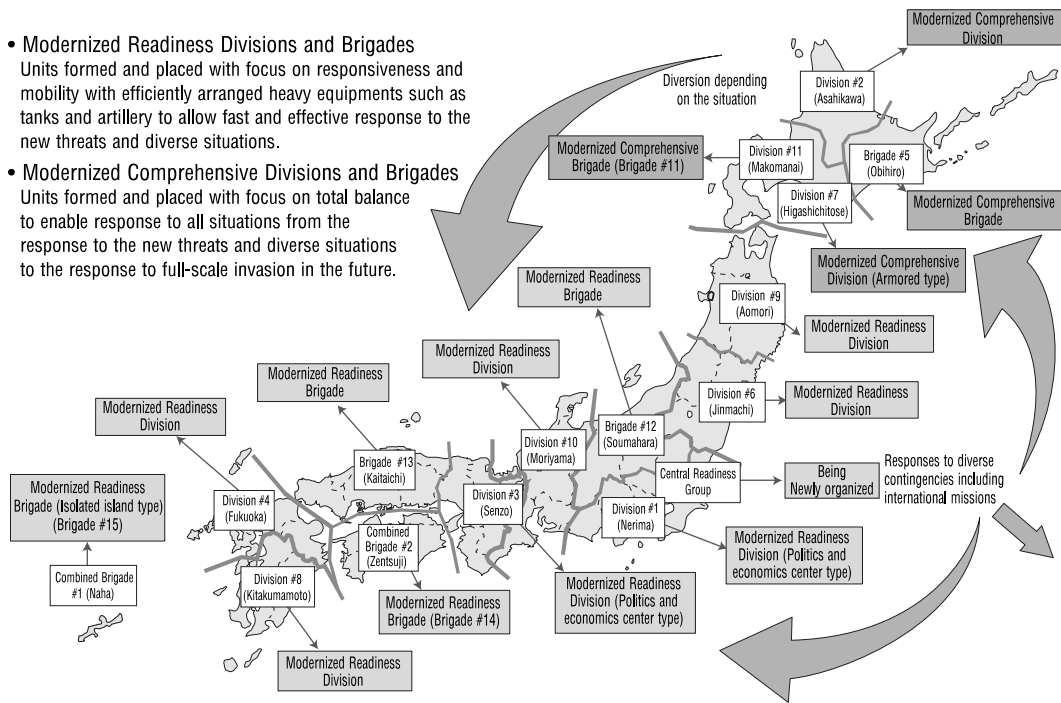 • Modernized Readiness Divisions and Brigades
Units formed and placed with focus on responsiveness and
mobility with efficiently arranged heavy equipments such as
tanks and artillery to allow fast and effective response to the
new threats and diverse situations.
• Modernized Comprehensive Divisions and Brigades
Units formed and placed with focus on total balance
to enable response to all situations from the
response to the new threats and diverse situations
to the response to full-scale invasion in the future.
Diversion depending
on the situation
Modernized Comprehensive
Division
Division #2
(Asahikawa)
Modernized Comprehensive
Brigade (Brigade #11)
Division #11
(Makomanai)
Brigade #5
(Obihiro)
Division #7
(Higashichitose)
Modernized Comprehensive
Brigade
Modernized Comprehensive
Division (Armored type)
Modernized Readiness
Brigade
Division #9
(Aomori)
Modernized Readiness
Division
Modernized Readiness
Division
Modernized Readiness
Brigade
Division #6
(Jinmachi)
Modernized Readiness
Division
Modernized Readiness
Division
Brigade #12
(Soumahara)
Division #10
(Moriyama)
Brigade #13
(Kaitaichi)
Central Readiness
Group
Being
Newly organized
Responses to diverse
contingencies including
international missions
Modernized Readiness
Brigade (Isolated island type)
(Brigade #15)
Division #4
(Fukuoka)
Division #3
(Senzo)
Division #1
(Nerima)
Combined
Brigade #2
(Zentsuji)
Modernized Readiness
Division (Politics and
economics center type)
Combined Brigade
#1 (Naha)
Division #8
(Kitakumamoto)
Modernized Readiness
Brigade (Brigade #14)
Modernized Readiness
Division (Politics and
economics center type)
Modernized Readiness
Division